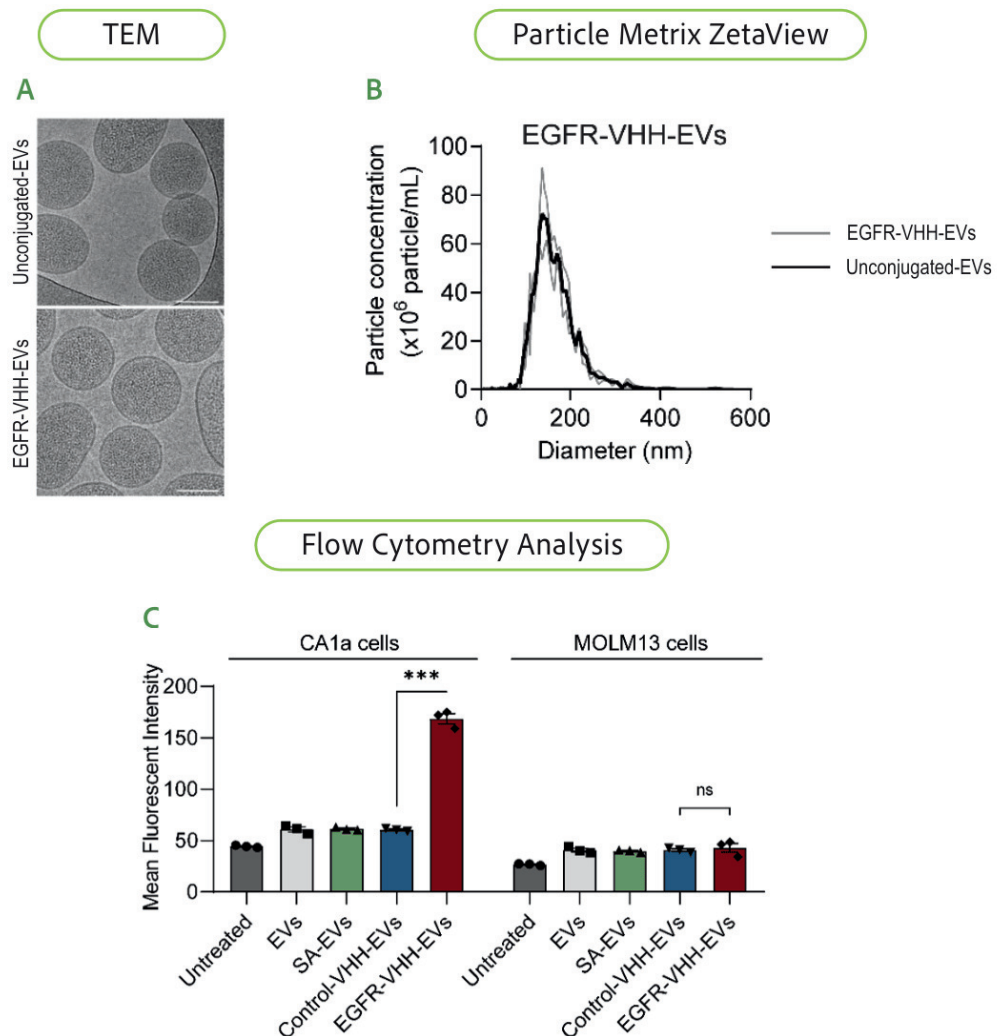 TEM
Particle Metrix ZetaView
A
Unconjugated-EVs
EGFR-VHH-EVs
B
EGFR-VHH-EVs
Particle concentration
(x10⁶ particle/mL)
100
80
60
40
20
0
0 200 400 600
Diameter (nm)
EGFR-VHH-EVs
Unconjugated-EVs
Flow Cytometry Analysis
C
CA1a cells
MOLM13 cells
Mean Fluorescent Intensity
200
150
100
50
0
***
ns
Untreated
EVs
SA-EVs
Control-VHH-EVs
EGFR-VHH-EVs
Untreated
EVs
SA-EVs
Control-VHH-EVs
EGFR-VHH-EVs